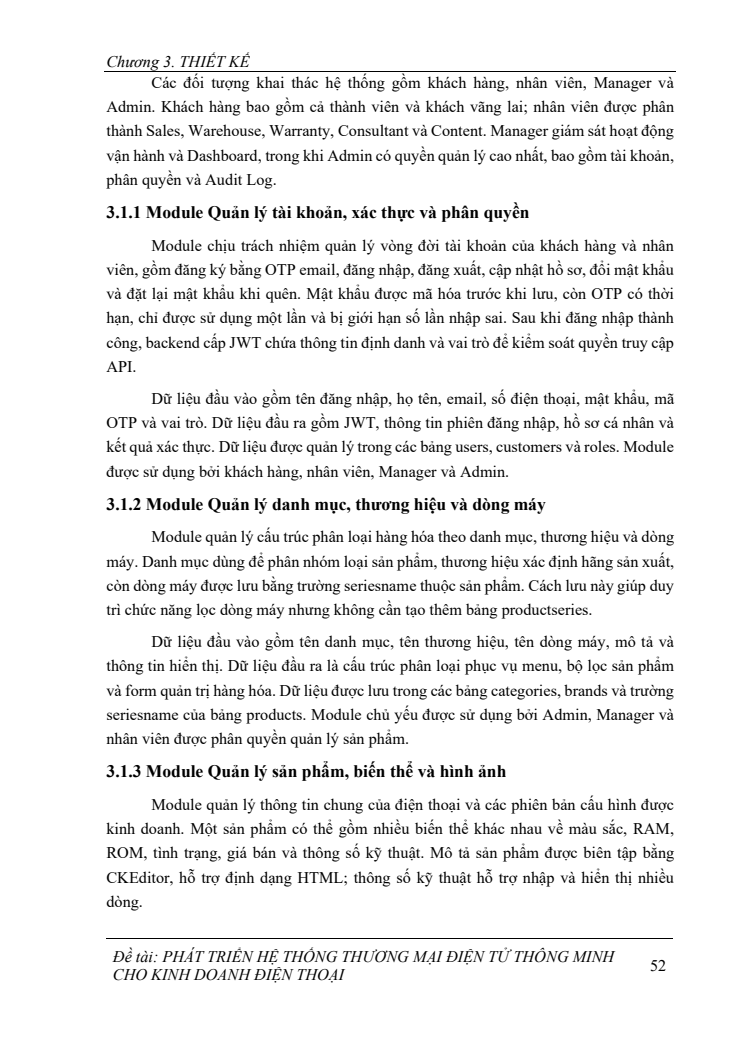 Chương 3. THIẾT KẾ
Các đối tượng khai thác hệ thống gồm khách hàng, nhân viên, Manager và
Admin. Khách hàng bao gồm cả thành viên và khách vãng lai; nhân viên được phân
thành Sales, Warehouse, Warranty, Consultant và Content. Manager giám sát hoạt động
vận hành và Dashboard, trong khi Admin có quyền quản lý cao nhất, bao gồm tài khoản,
phân quyền và Audit Log.
3.1.1 Module Quản lý tài khoản, xác thực và phân quyền
Module chịu trách nhiệm quản lý vòng đời tài khoản của khách hàng và nhân
viên, gồm đăng ký bằng OTP email, đăng nhập, đăng xuất, cập nhật hồ sơ, đổi mật khẩu
và đặt lại mật khẩu khi quên. Mật khẩu được mã hóa trước khi lưu, còn OTP có thời
hạn, chỉ được sử dụng một lần và bị giới hạn số lần nhập sai. Sau khi đăng nhập thành
công, backend cấp JWT chứa thông tin định danh và vai trò để kiểm soát quyền truy cập
API.
Dữ liệu đầu vào gồm tên đăng nhập, họ tên, email, số điện thoại, mật khẩu, mã
OTP và vai trò. Dữ liệu đầu ra gồm JWT, thông tin phiên đăng nhập, hồ sơ cá nhân và
kết quả xác thực. Dữ liệu được quản lý trong các bảng users, customers và roles. Module
được sử dụng bởi khách hàng, nhân viên, Manager và Admin.
3.1.2 Module Quản lý danh mục, thương hiệu và dòng máy
Module quản lý cấu trúc phân loại hàng hóa theo danh mục, thương hiệu và dòng
máy. Danh mục dùng để phân nhóm loại sản phẩm, thương hiệu xác định hãng sản xuất,
còn dòng máy được lưu bằng trường seriesname thuộc sản phẩm. Cách lưu này giúp duy
trì chức năng lọc dòng máy nhưng không cần tạo thêm bảng productseries.
Dữ liệu đầu vào gồm tên danh mục, tên thương hiệu, tên dòng máy, mô tả và
thông tin hiển thị. Dữ liệu đầu ra là cấu trúc phân loại phục vụ menu, bộ lọc sản phẩm
và form quản trị hàng hóa. Dữ liệu được lưu trong các bảng categories, brands và trường
seriesname của bảng products. Module chủ yếu được sử dụng bởi Admin, Manager và
nhân viên được phân quyền quản lý sản phẩm.
3.1.3 Module Quản lý sản phẩm, biến thể và hình ảnh
Module quản lý thông tin chung của điện thoại và các phiên bản cấu hình được
kinh doanh. Một sản phẩm có thể gồm nhiều biến thể khác nhau về màu sắc, RAM,
ROM, tình trạng, giá bán và thông số kỹ thuật. Mô tả sản phẩm được biên tập bằng
CKEditor, hỗ trợ định dạng HTML; thông số kỹ thuật hỗ trợ nhập và hiển thị nhiều
dòng.
Đề tài: PHÁT TRIỂN HỆ THỐNG THƯƠNG MẠI ĐIỆN TỬ THÔNG MINH
CHO KINH DOANH ĐIỆN THOẠI
52